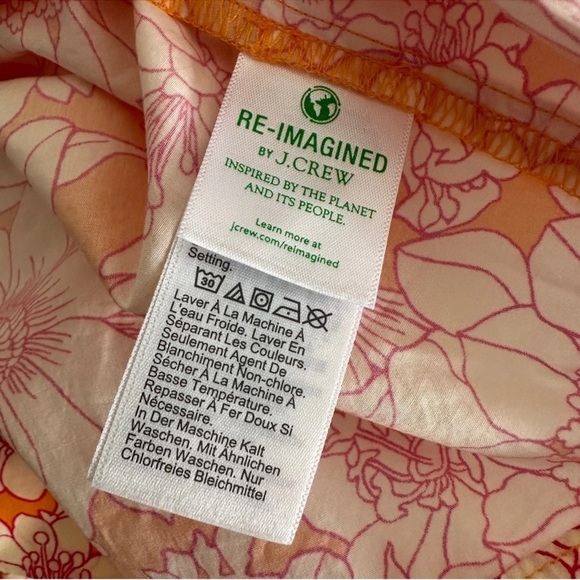 RE-IMAGINED
BY J.CREW
INSPIRED BY THE PLANET
AND ITS PEOPLE.
Learn more at
jcrew.com/reimagined
Setting.
30
Laver À La Machine À
L'eau Froide. Laver En
Séparant Les Couleurs.
Seulement Agent De
Blanchiment Non-chlore.
Sécher À La Machine À
Basse Température.
Repasser À Fer Doux Si
Nécessaire.
In Der Maschine Kalt
Waschen. Mit Ähnlichen
Farben Waschen. Nur
Chlorfreies Bleichmittel